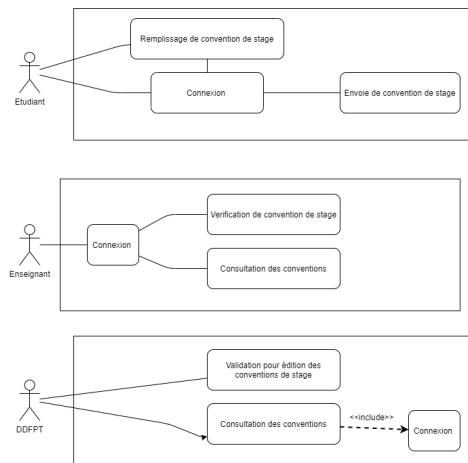 Remplissage de convention de stage
Connexion
Envoie de convention de stage
Etudiant
Verification de convention de stage
Connexion
Consultation des conventions
Enseignant
Validation pour èdition des
conventions de stage
Consultation des conventions
<<include>>
Connexion
DDFPT